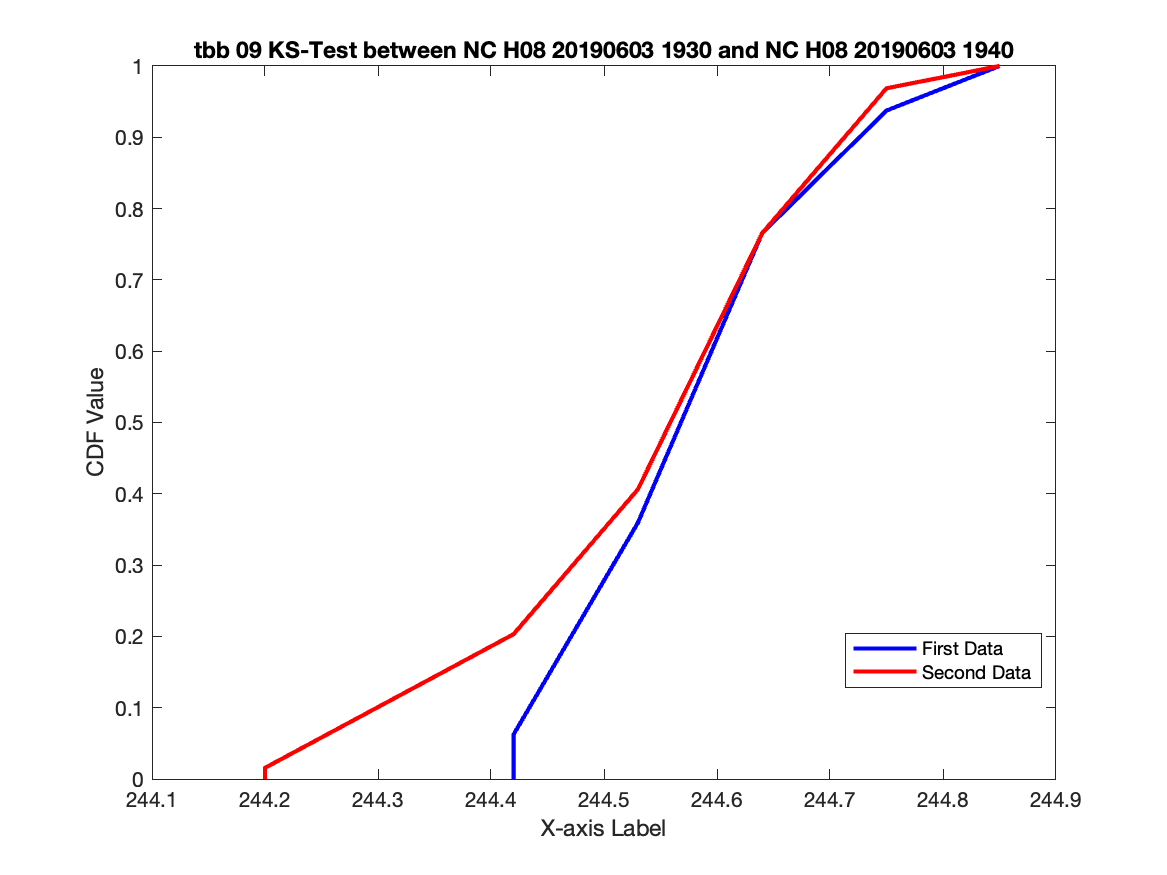 tbb 09 KS-Test between NC H08 20190603 1930 and NC H08 20190603 1940
1
0.9
0.8
0.7
0.6
0.5
0.4
0.3
0.2
0.1
0
CDF Value
First Data
Second Data
244.1 244.2 244.3 244.4 244.5 244.6 244.7 244.8 244.9
X-axis Label